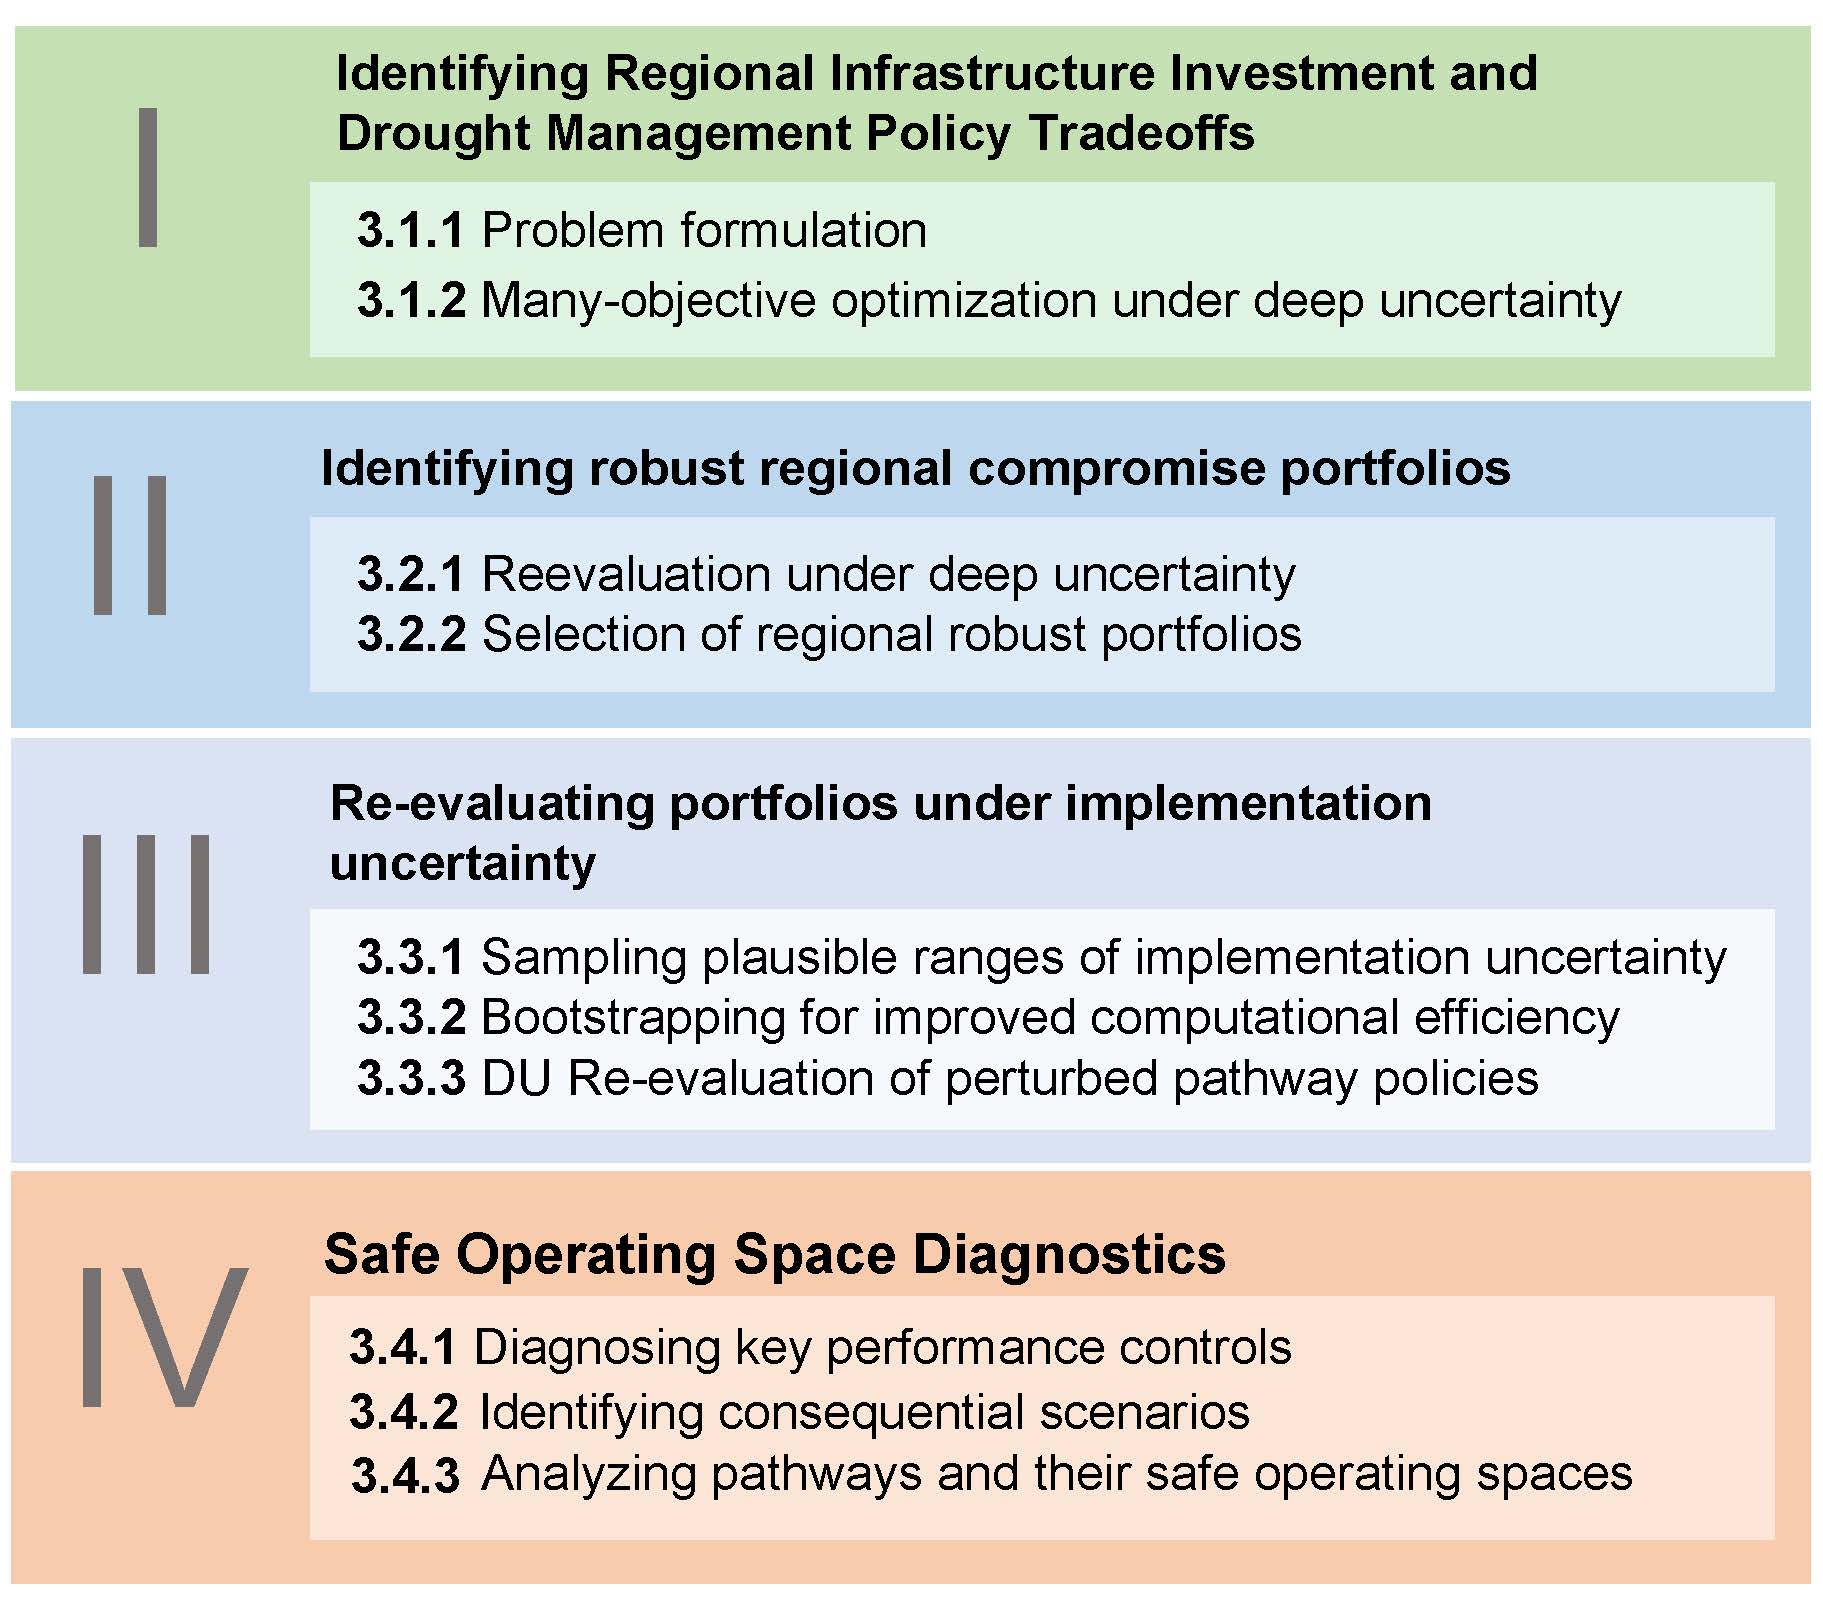 I
Identifying Regional Infrastructure Investment and
Drought Management Policy Tradeoffs
3.1.1 Problem formulation
3.1.2 Many-objective optimization under deep uncertainty
II
Identifying robust regional compromise portfolios
3.2.1 Reevaluation under deep uncertainty
3.2.2 Selection of regional robust portfolios
III
Re-evaluating portfolios under implementation
uncertainty
3.3.1 Sampling plausible ranges of implementation uncertainty
3.3.2 Bootstrapping for improved computational efficiency
3.3.3 DU Re-evaluation of perturbed pathway policies
IV
Safe Operating Space Diagnostics
3.4.1 Diagnosing key performance controls
3.4.2 Identifying consequential scenarios
3.4.3 Analyzing pathways and their safe operating spaces